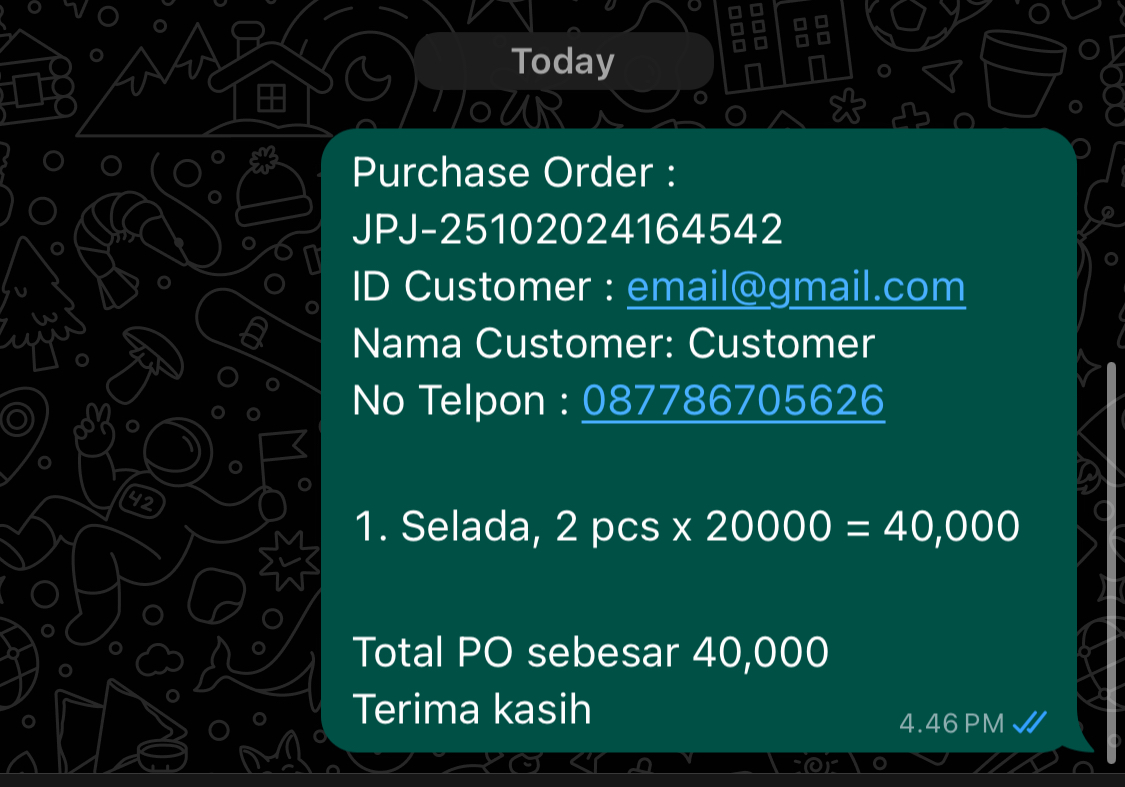 Today
Purchase Order :
JPJ-25102024164542
ID Customer : email@gmail.com
Nama Customer: Customer
No Telpon : 087786705626
1. Selada, 2 pcs x 20000 = 40,000
Total PO sebesar 40,000
Terima kasih
4.46 PM
42